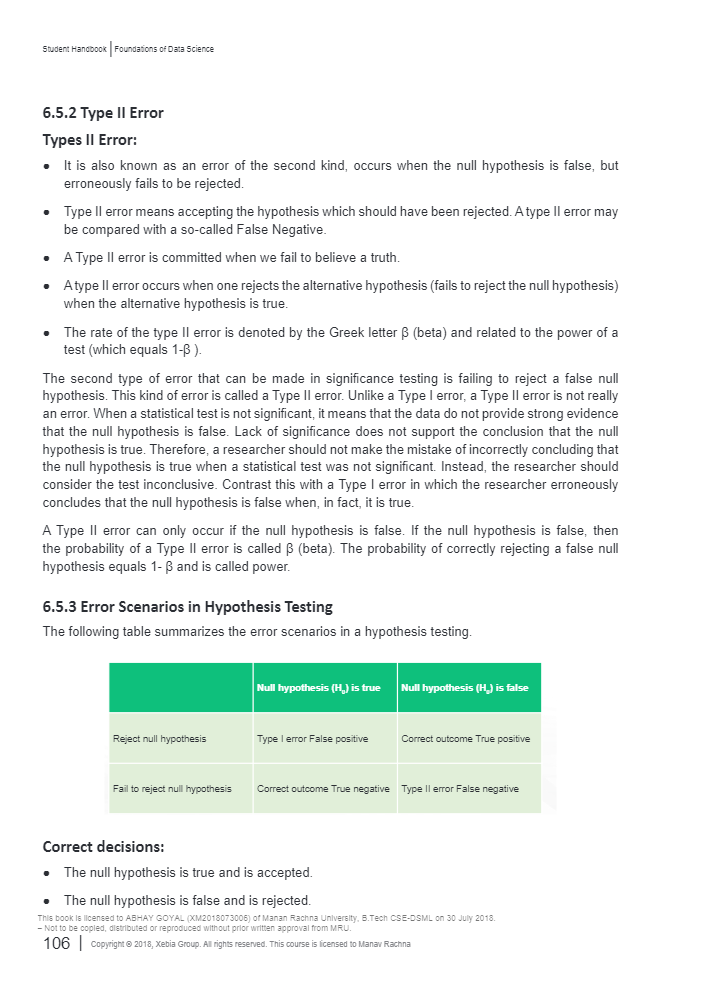 Student Handbook | Foundations of Data Science
6.5.2 Type II Error
Types II Error:
● It is also known as an error of the second kind, occurs when the null hypothesis is false, but
erroneously fails to be rejected.
● Type II error means accepting the hypothesis which should have been rejected. A type II error may
be compared with a so-called False Negative.
● A Type II error is committed when we fail to believe a truth.
● A type II error occurs when one rejects the alternative hypothesis (fails to reject the null hypothesis)
when the alternative hypothesis is true.
● The rate of the type II error is denoted by the Greek letter β (beta) and related to the power of a
test (which equals 1-β ).
The second type of error that can be made in significance testing is failing to reject a false null
hypothesis. This kind of error is called a Type II error. Unlike a Type I error, a Type II error is not really
an error. When a statistical test is not significant, it means that the data do not provide strong evidence
that the null hypothesis is false. Lack of significance does not support the conclusion that the null
hypothesis is true. Therefore, a researcher should not make the mistake of incorrectly concluding that
the null hypothesis is true when a statistical test was not significant. Instead, the researcher should
consider the test inconclusive. Contrast this with a Type I error in which the researcher erroneously
concludes that the null hypothesis is false when, in fact, it is true.
A Type II error can only occur if the null hypothesis is false. If the null hypothesis is false, then
the probability of a Type II error is called β (beta). The probability of correctly rejecting a false null
hypothesis equals 1- β and is called power.
6.5.3 Error Scenarios in Hypothesis Testing
The following table summarizes the error scenarios in a hypothesis testing.
Null hypothesis (H₀) is true Null hypothesis (H₀) is false
Reject null hypothesis Type I error False positive Correct outcome True positive
Fail to reject null hypothesis Correct outcome True negative Type II error False negative
Correct decisions:
● The null hypothesis is true and is accepted.
● The null hypothesis is false and is rejected.
This book is licensed to ABHAY GOYAL (XM2018073006) of Manan Rachna University, B.Tech CSE-DSML on 30 July 2018.
– Not to be copied, distributed or reproduced without prior written approval from MRU.
106 | Copyright © 2018, Xebia Group. All rights reserved. This course is licensed to Manav Rachna